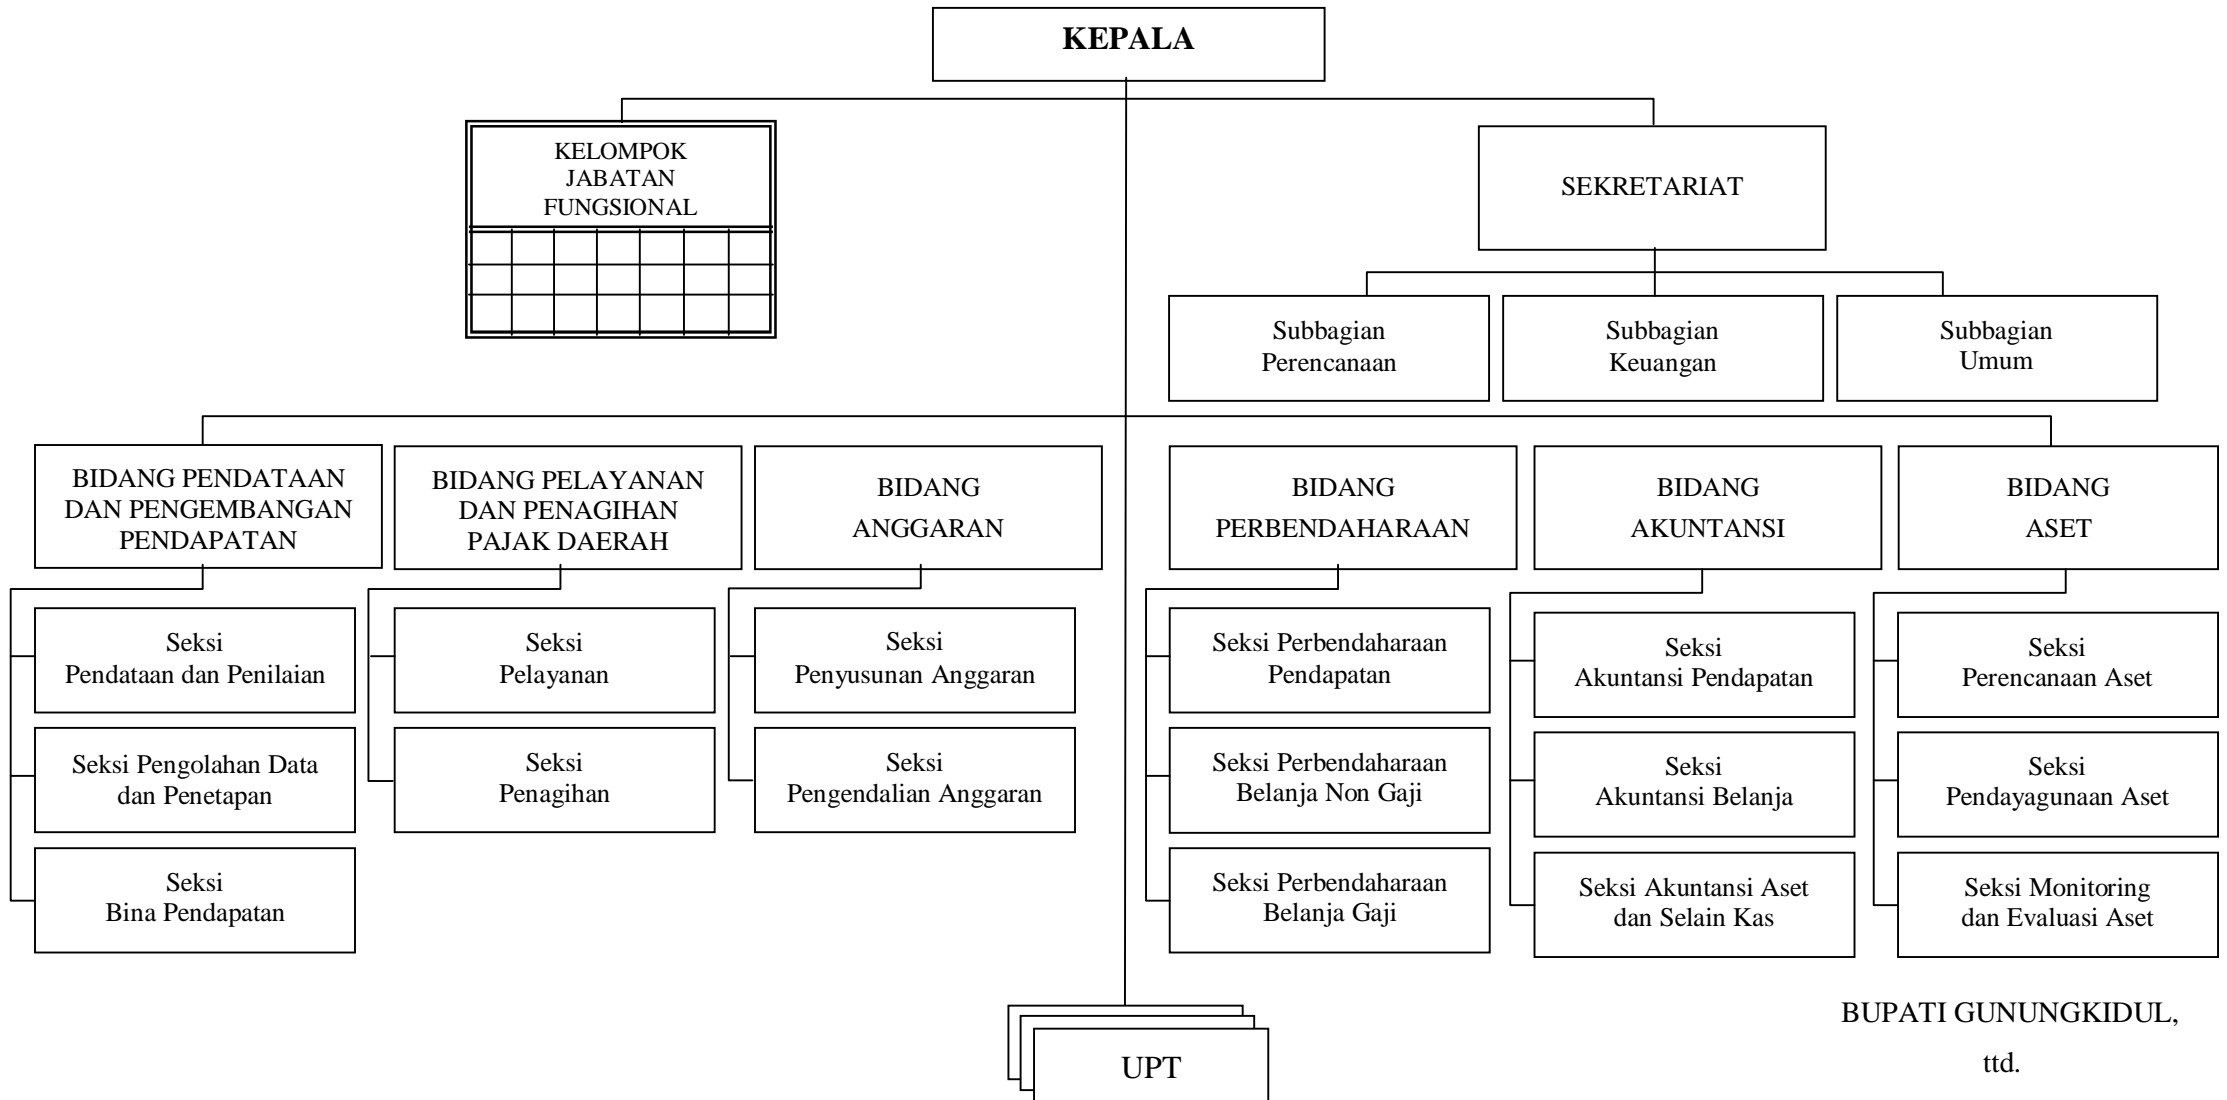 KEPALA
KELOMPOK
JABATAN
FUNGSIONAL
SEKRETARIAT
Subbagian
Perencanaan
Subbagian
Keuangan
Subbagian
Umum
BIDANG PENDATAAN
DAN PENGEMBANGAN
PENDAPATAN
BIDANG PELAYANAN
DAN PENAGIHAN
PAJAK DAERAH
BIDANG
ANGGARAN
BIDANG
PERBENDAHARAAN
BIDANG
AKUNTANSI
BIDANG
ASET
Seksi
Pendataan dan Penilaian
Seksi
Pelayanan
Seksi
Penyusunan Anggaran
Seksi Perbendaharaan
Pendapatan
Seksi
Akuntansi Pendapatan
Seksi
Perencanaan Aset
Seksi Pengolahan Data
dan Penetapan
Seksi
Penagihan
Seksi
Pengendalian Anggaran
Seksi Perbendaharaan
Belanja Non Gaji
Seksi
Akuntansi Belanja
Seksi
Pendayagunaan Aset
Seksi
Bina Pendapatan
Seksi Perbendaharaan
Belanja Gaji
Seksi Akuntansi Aset
dan Selain Kas
Seksi Monitoring
dan Evaluasi Aset
UPT
BUPATI GUNUNGKIDUL,
ttd.